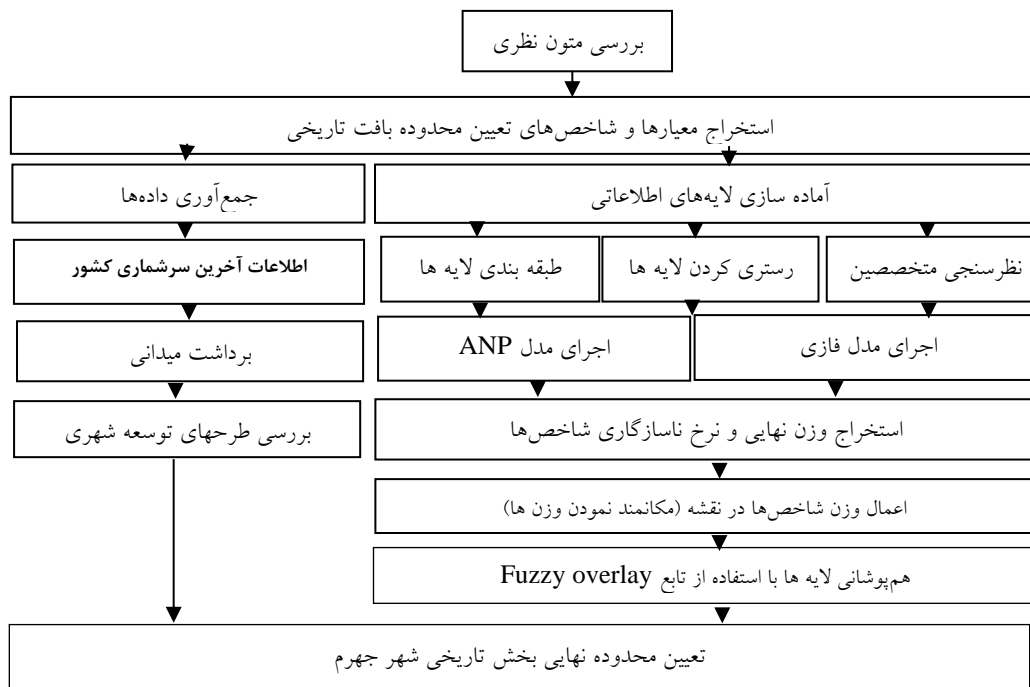 بررسی متون نظری
استخراج معیارها و شاخص‌های تعیین محدوده بافت تاریخی
آماده سازی لایه‌های اطلاعاتی
جمع‌آوری داده‌ها
نظرسنجی متخصصین
رستری کردن لایه ها
طبقه بندی لایه ها
اطلاعات آخرین سرشماری کشور
اجرای مدل فازی
اجرای مدل ANP
برداشت میدانی
استخراج وزن نهایی و نرخ ناسازگاری شاخص‌ها
بررسی طرحهای توسعه شهری
اعمال وزن شاخص‌ها در نقشه (مکانمند نمودن وزن ها)
هم‌پوشانی لایه ها با استفاده از تابع Fuzzy overlay
تعیین محدوده نهایی بخش تاریخی شهر جهرم